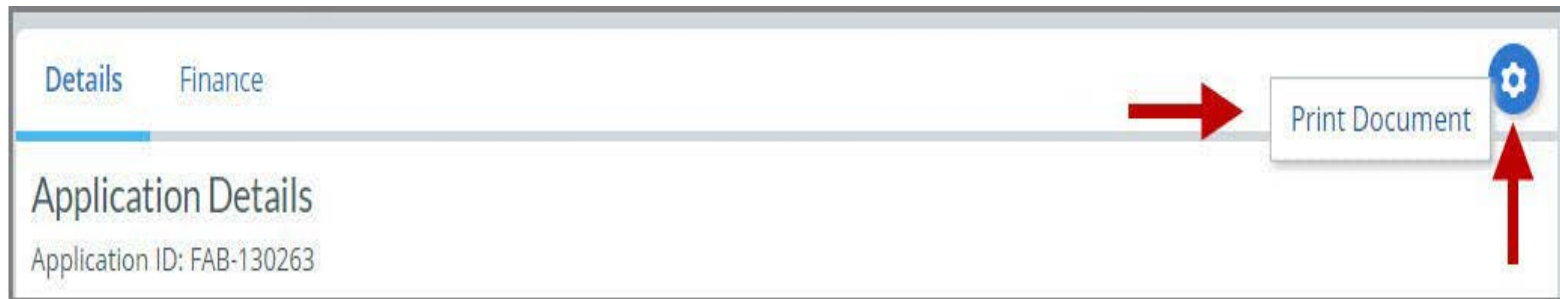 Details Finance
Print Document
Application Details
Application ID: FAB-130263